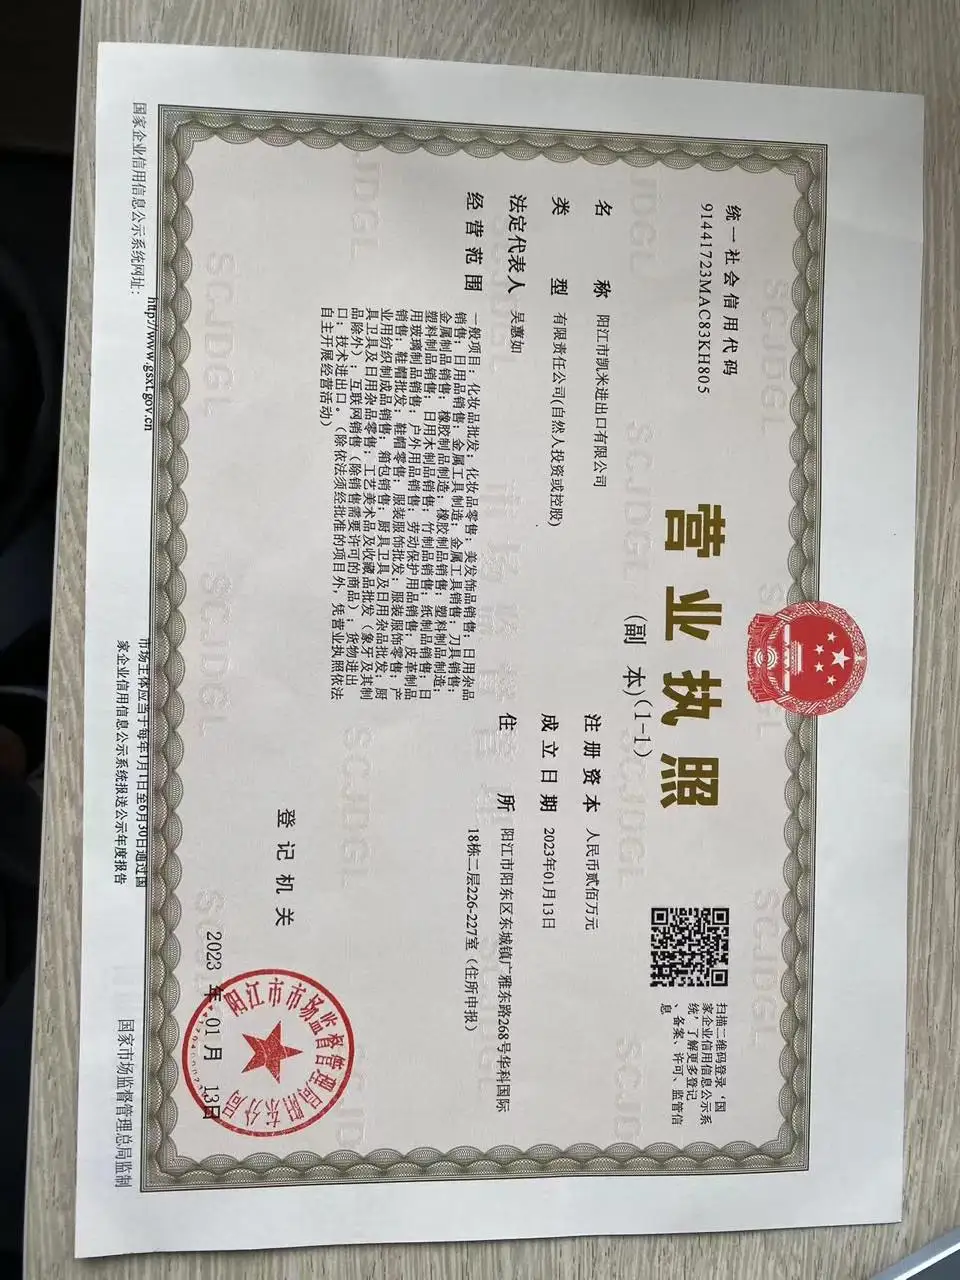 统一社会信用代码
91441723MAC83KH805
营业执照
(副 本)(1-1)
扫描二维码登录‘国
家企业信用信息公示系
统’了解更多登记
、备案、许可、监管信
息
名 称 阳江市凯米进出口有限公司
类 型 有限责任公司(自然人投资或控股)
法定代表人 吴惠如
经营范围
一般项目：化妆品批发；化妆品零售；美发饰品销售；日用杂品
销售；日用品销售；金属工具制造；金属工具销售；刀具销售；
金属制品销售；橡胶制品制造；橡胶制品销售；塑料制品制造；
塑料制品销售；日用木制品销售；竹制品销售；纸制品销售；日
用玻璃制品销售；户外用品销售；劳动保护用品销售；皮革制品
销售；鞋帽批发；鞋帽零售；服装服饰批发；服装服饰零售；产
业用纺织制成品销售；箱包销售；厨具卫具及日用杂品批发；厨
具卫具及日用杂品零售；工艺美术品及收藏品批发（象牙及其制
品除外）；互联网销售（除销售需要许可的商品）；货物进出
口；技术进出口。（除依法须经批准的项目外，凭营业执照依法
自主开展经营活动）
注册资本 人民币贰佰万元
成立日期 2023年01月13日
住 所 阳江市阳东区东城镇广雅东路268号华科国际
18栋二层226-227室（住所申报）
登记机关
阳江市市场监督管理局
阳东分局
2023 年 01 月 13日
国家企业信用信息公示系统网址：
http://www.gsxt.gov.cn
市场主体应当于每年1月1日至6月30日通过国
家企业信用信息公示系统报送公示年度报告
国家市场监督管理总局监制
SCJDGL